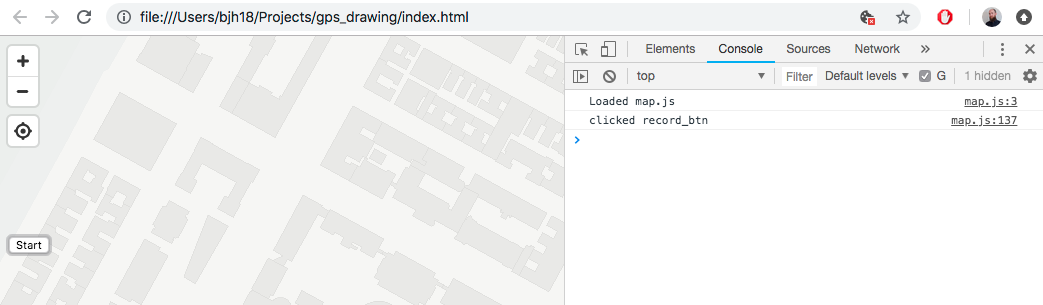 file:///Users/bjh18/Projects/gps_drawing/index.html
Elements Console Sources Network »
top Filter Default levels G 1 hidden
Loaded map.js map.js:3
clicked record_btn map.js:137
+
−
Start